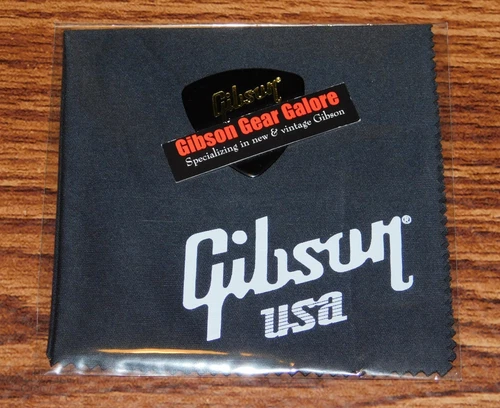 Gibson
Gibson Gear Galore
Specializing in new & vintage Gibson
Gibson®
usa